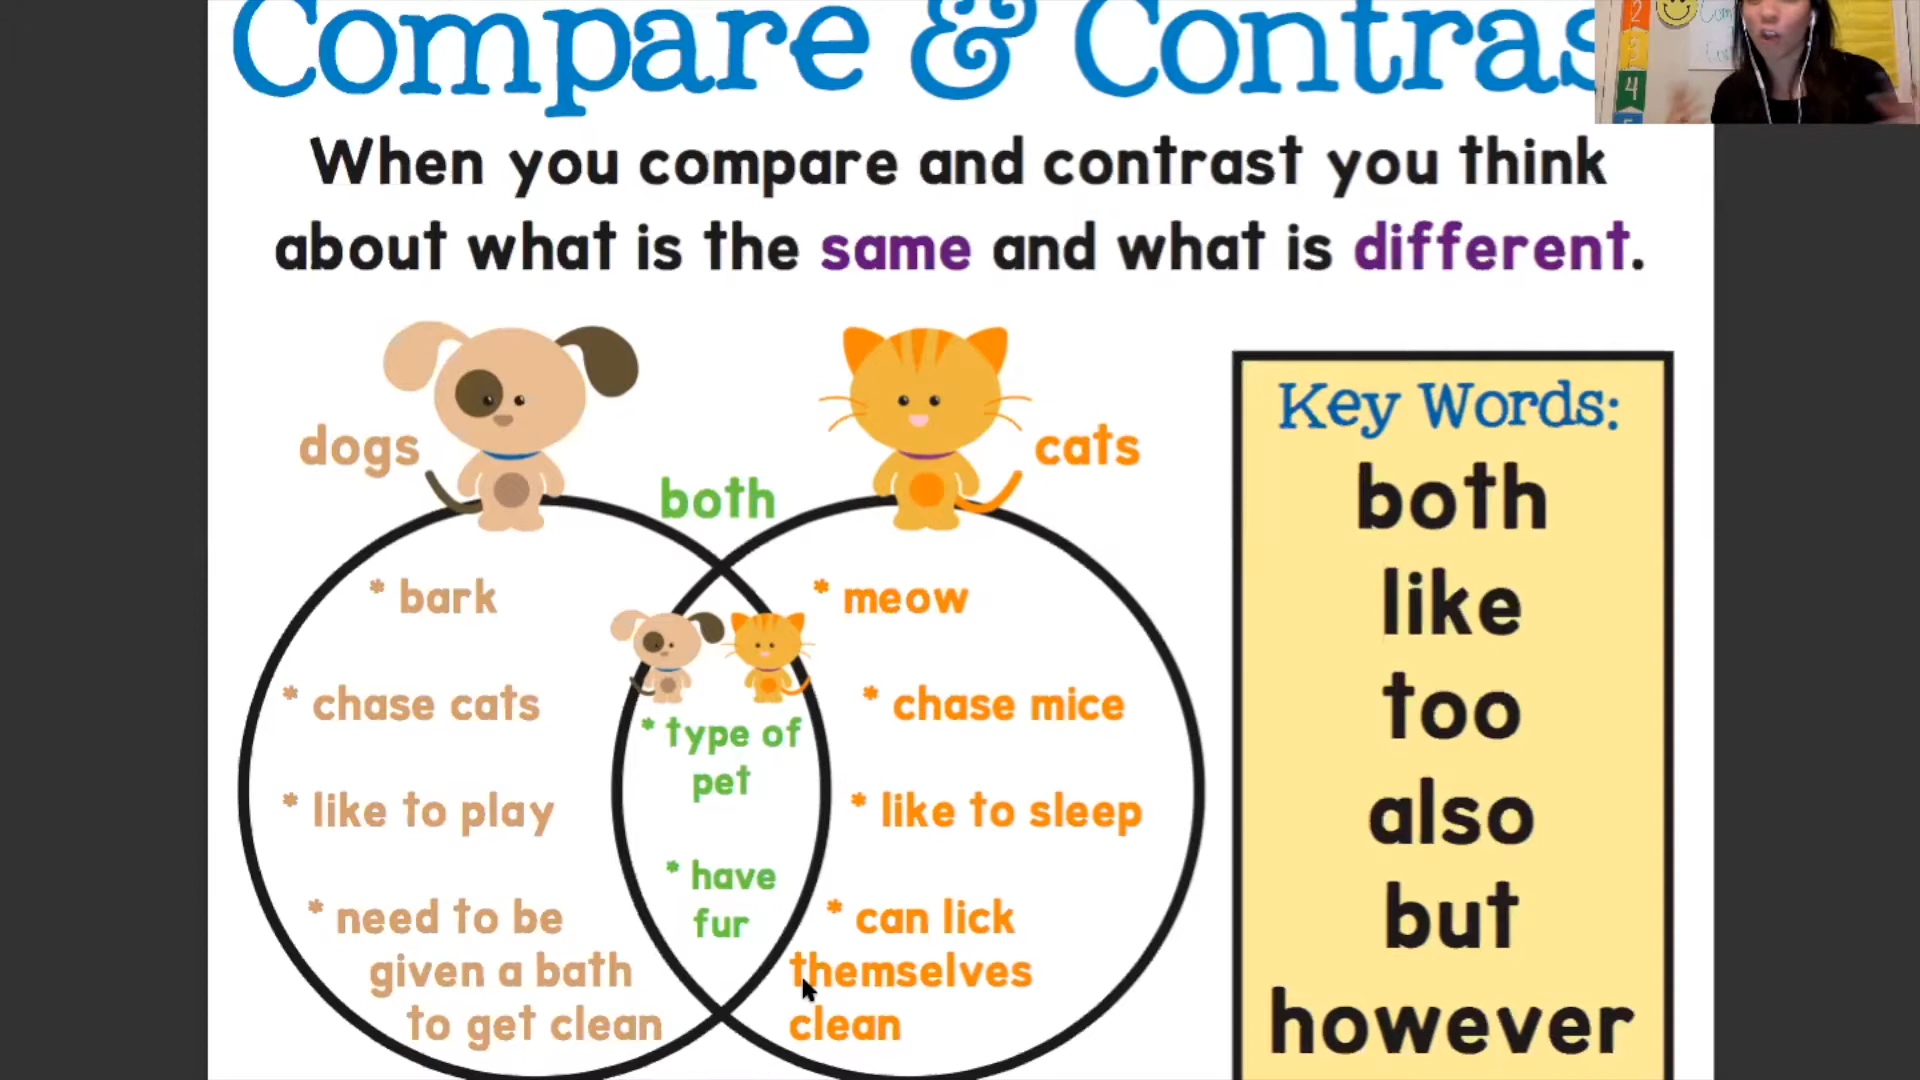 Compare & Contras
When you compare and contrast you think
about what is the same and what is different.
dogs
cats
both
* bark
* chase cats
* like to play
* need to be
given a bath
to get clean
* type of
pet
* have
fur
* meow
* chase mice
* like to sleep
* can lick
themselves
clean
Key Words:
both
like
too
also
but
however
2
3
4